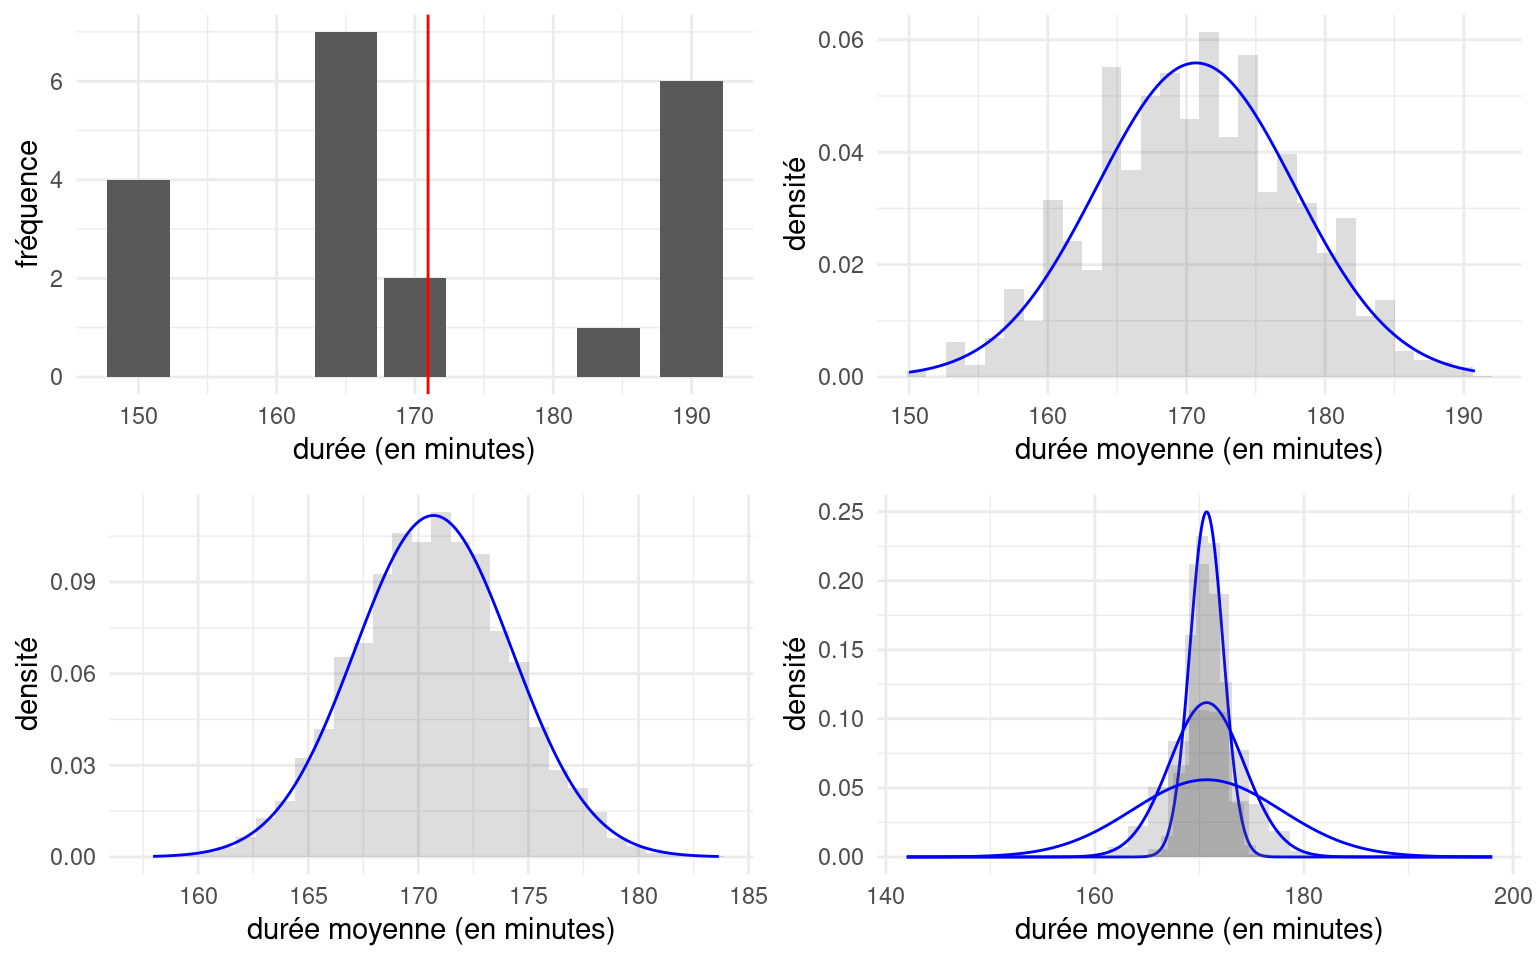 fréquence
6
4
2
0
150 160 170 180 190
durée (en minutes)
densité
0.06
0.04
0.02
0.00
150 160 170 180 190
durée moyenne (en minutes)
densité
0.09
0.06
0.03
0.00
160 165 170 175 180 185
durée moyenne (en minutes)
densité
0.25
0.20
0.15
0.10
0.05
0.00
140 160 180 200
durée moyenne (en minutes)